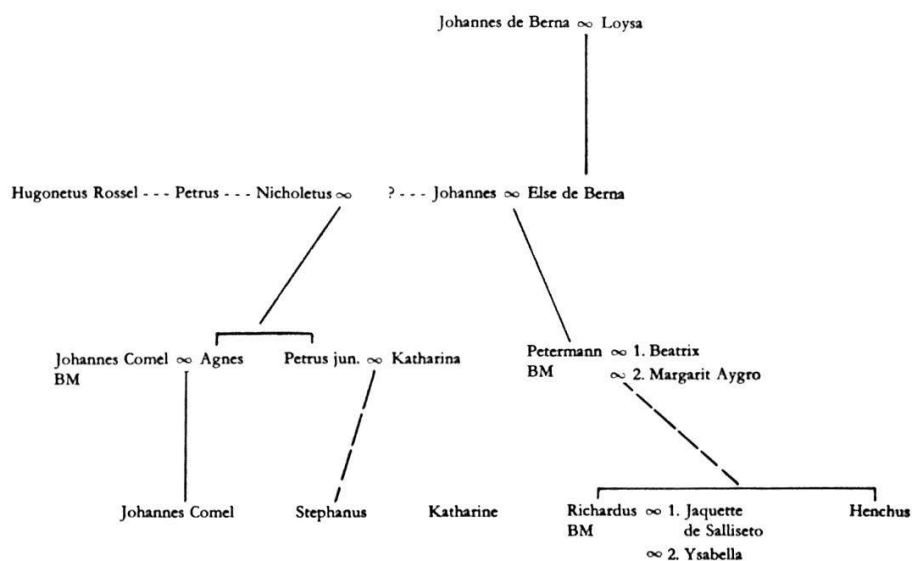 Johannes de Berna ∞ Loysa
Hugonetus Rossel - - - Petrus - - - Nicholetus ∞ ? - - - Johannes ∞ Else de Berna
Johannes Comel ∞ Agnes Petrus jun. ∞ Katharina Petermann ∞ 1. Beatrix
BM BM ∞ 2. Margarit Aygro
Johannes Comel Stephanus Katharine Richardus ∞ 1. Jaquette Henchus
BM de Salliseto
∞ 2. Ysabella